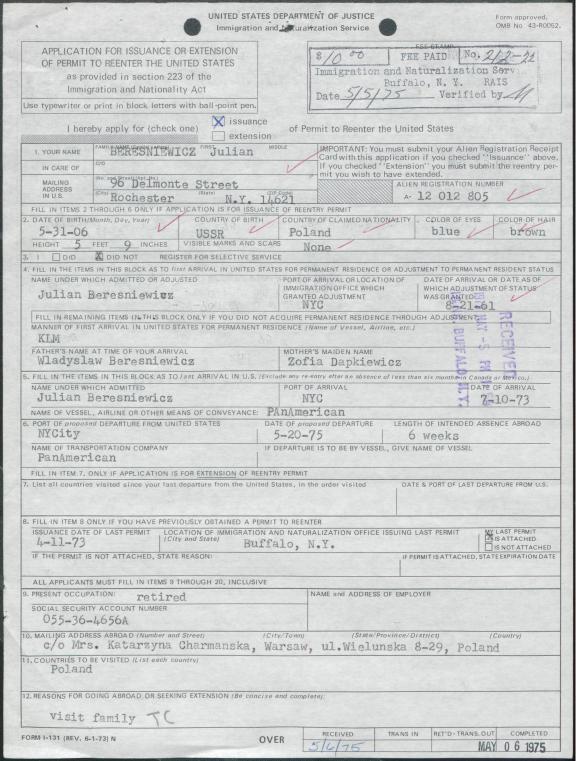 UNITED STATES DEPARTMENT OF JUSTICE
Immigration and Naturalization Service
Form approved.
OMB No. 43-R0052.
APPLICATION FOR ISSUANCE OR EXTENSION
OF PERMIT TO REENTER THE UNITED STATES
as provided in section 223 of the
Immigration and Nationality Act
Use typewriter or print in block letters with ball-point pen.
FEE STAMP
$10 00 FEE PAID No. 2/2-22
Immigration and Naturalization Serv.
Buffalo, N. Y. RAIS
Date 5/5/75 Verified by
I hereby apply for (check one) X issuance
extension
of Permit to Reenter the United States
1. YOUR NAME FAMILY NAME FIRST MIDDLE
BERESNIEWICZ Julian
IMPORTANT: You must submit your Alien Registration Receipt
Card with this application if you checked "Issuance" above,
if you checked "Extension" you must submit the reentry per-
mit you wish to have extended.
IN CARE OF C/O
MAILING ADDRESS IN U.S.
96 Delmonte Street
(City) (State) (ZIP Code)
Rochester N.Y. 14621
ALIEN REGISTRATION NUMBER
A- 12 012 805
FILL IN ITEMS 2 THROUGH 6 ONLY IF APPLICATION IS FOR ISSUANCE OF REENTRY PERMIT
2. DATE OF BIRTH (Month, Day, Year) COUNTRY OF BIRTH COUNTRY OF CLAIMED NATIONALITY COLOR OF EYES COLOR OF HAIR
5-31-06 USSR Poland blue brown
HEIGHT 5 FEET 9 INCHES VISIBLE MARKS AND SCARS None
3. I DID X DID NOT REGISTER FOR SELECTIVE SERVICE
4. FILL IN THE ITEMS IN THIS BLOCK AS TO first ARRIVAL IN UNITED STATES FOR PERMANENT RESIDENCE OR ADJUSTMENT TO PERMANENT RESIDENT STATUS
NAME UNDER WHICH ADMITTED OR ADJUSTED
Julian Beresniewicz
PORT OF ARRIVAL OR LOCATION OF
IMMIGRATION OFFICE WHICH
GRANTED ADJUSTMENT
NYC
DATE OF ARRIVAL OR DATE AS OF
WHICH ADJUSTMENT OF STATUS
WAS GRANTED
8-21-61
FILL IN REMAINING ITEMS IN THIS BLOCK ONLY IF YOU DID NOT ACQUIRE PERMANENT RESIDENCE THROUGH ADJUSTMENT
MANNER OF FIRST ARRIVAL IN UNITED STATES FOR PERMANENT RESIDENCE (Name of Vessel, Airline, etc.)
KLM
RECEIVED
BUFFALO, N.Y.
FATHER'S NAME AT TIME OF YOUR ARRIVAL MOTHER'S MAIDEN NAME
Wladyslaw Beresniewicz Zofia Dapkiewicz
5. FILL IN THE ITEMS IN THIS BLOCK AS TO last ARRIVAL IN U.S. (Exclude any re-entry after an absence of less than six months in Canada or Mexico.)
NAME UNDER WHICH ADMITTED PORT OF ARRIVAL DATE OF ARRIVAL
Julian Beresniewicz NYC 7-10-73
NAME OF VESSEL, AIRLINE OR OTHER MEANS OF CONVEYANCE: PAnAmerican
6. PORT OF proposed DEPARTURE FROM UNITED STATES DATE OF proposed DEPARTURE LENGTH OF INTENDED ABSENCE ABROAD
NYCity 5-20-75 6 weeks
NAME OF TRANSPORTATION COMPANY IF DEPARTURE IS TO BE BY VESSEL, GIVE NAME OF VESSEL
PanAmerican
FILL IN ITEM 7, ONLY IF APPLICATION IS FOR EXTENSION OF REENTRY PERMIT
7. List all countries visited since your last departure from the United States, in the order visited DATE & PORT OF LAST DEPARTURE FROM U.S.
8. FILL IN ITEM 8 ONLY IF YOU HAVE PREVIOUSLY OBTAINED A PERMIT TO REENTER
ISSUANCE DATE OF LAST PERMIT LOCATION OF IMMIGRATION AND NATURALIZATION OFFICE ISSUING LAST PERMIT MY LAST PERMIT
4-11-73 (City and State) Buffalo, N.Y. X IS ATTACHED
IS NOT ATTACHED
IF THE PERMIT IS NOT ATTACHED, STATE REASON: IF PERMIT IS ATTACHED, STATE EXPIRATION DATE
ALL APPLICANTS MUST FILL IN ITEMS 9 THROUGH 20, INCLUSIVE
9. PRESENT OCCUPATION: retired NAME and ADDRESS OF EMPLOYER
SOCIAL SECURITY ACCOUNT NUMBER
055-36-4656A
10. MAILING ADDRESS ABROAD (Number and Street) (City/Town) (State/Province/District) (Country)
c/o Mrs. Katarzyna Charmanska, Warsaw, ul.Wielunska 8-29, Poland
11. COUNTRIES TO BE VISITED (List each country)
Poland
12. REASONS FOR GOING ABROAD OR SEEKING EXTENSION (Be concise and complete)
visit family TC
FORM I-131 (REV. 6-1-73) N OVER
RECEIVED TRANS IN RET'D-TRANS. OUT COMPLETED
5/6/75 MAY 06 1975